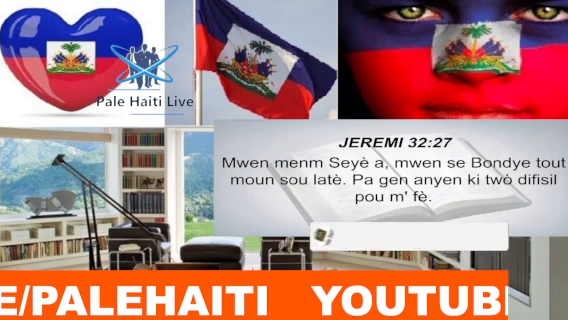 Pale Haiti Live
JEREMI 32:27
Mwen menm Seyè a, mwen se Bondye tout
moun sou latè. Pa gen anyen ki twò difisil
pou m' fè.
E/PALEHAITI YOUTUB